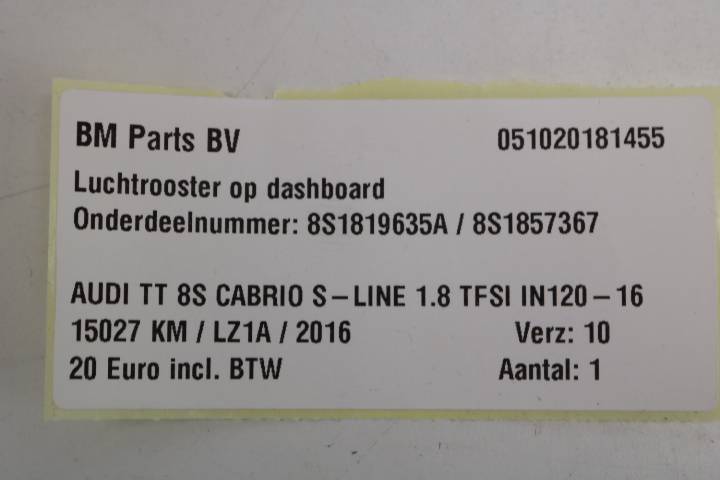 BM Parts BV 051020181455
Luchtrooster op dashboard
Onderdeelnummer: 8S1819635A / 8S1857367
AUDI TT 8S CABRIO S-LINE 1.8 TFSI IN120-16
15027 KM / LZ1A / 2016 Verz: 10
20 Euro incl. BTW Aantal: 1